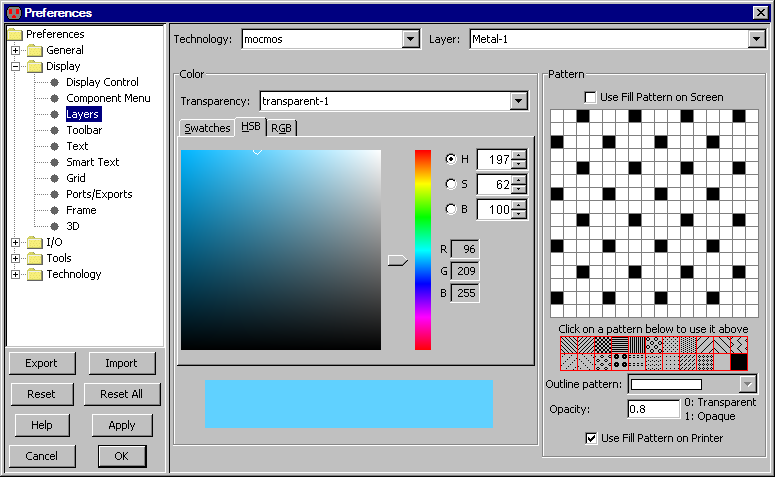 Preferences
Preferences
General
Display
Display Control
Component Menu
Layers
Toolbar
Text
Smart Text
Grid
Ports/Exports
Frame
3D
I/O
Tools
Technology
Export Import
Reset Reset All
Help Apply
Cancel OK
Technology: mocmos Layer: Metal-1
Color
Transparency: transparent-1
Swatches HSB RGB
H 197
S 62
B 100
R 96
G 209
B 255
Pattern
Use Fill Pattern on Screen
Click on a pattern below to use it above
Outline pattern:
Opacity: 0.8 0: Transparent
1: Opaque
Use Fill Pattern on Printer